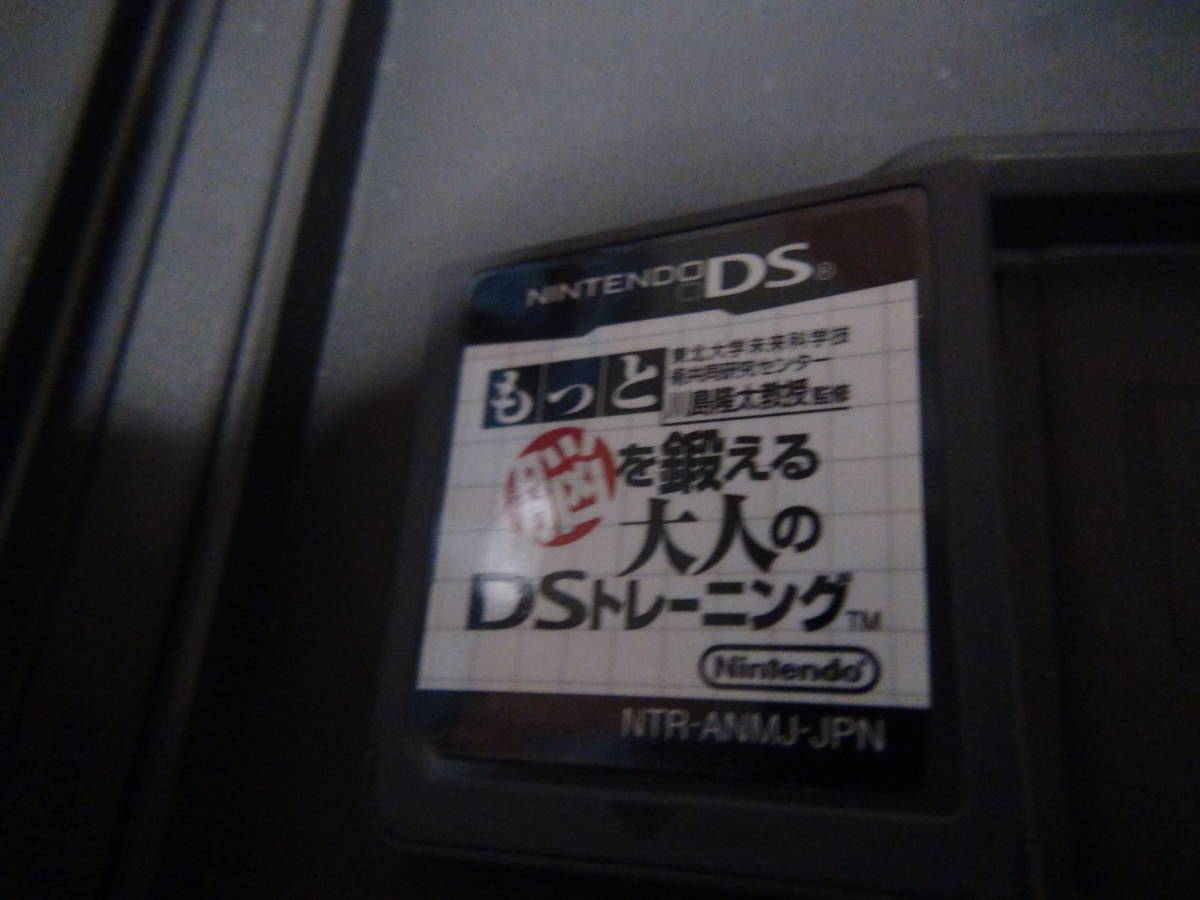 NINTENDO DS®
もっと
東北大学未来科学技
術共同研究センター
川島隆太教授 監修
脳を鍛える
大人の
DSトレーニング™
Nintendo®
NTR-ANMJ-JPN